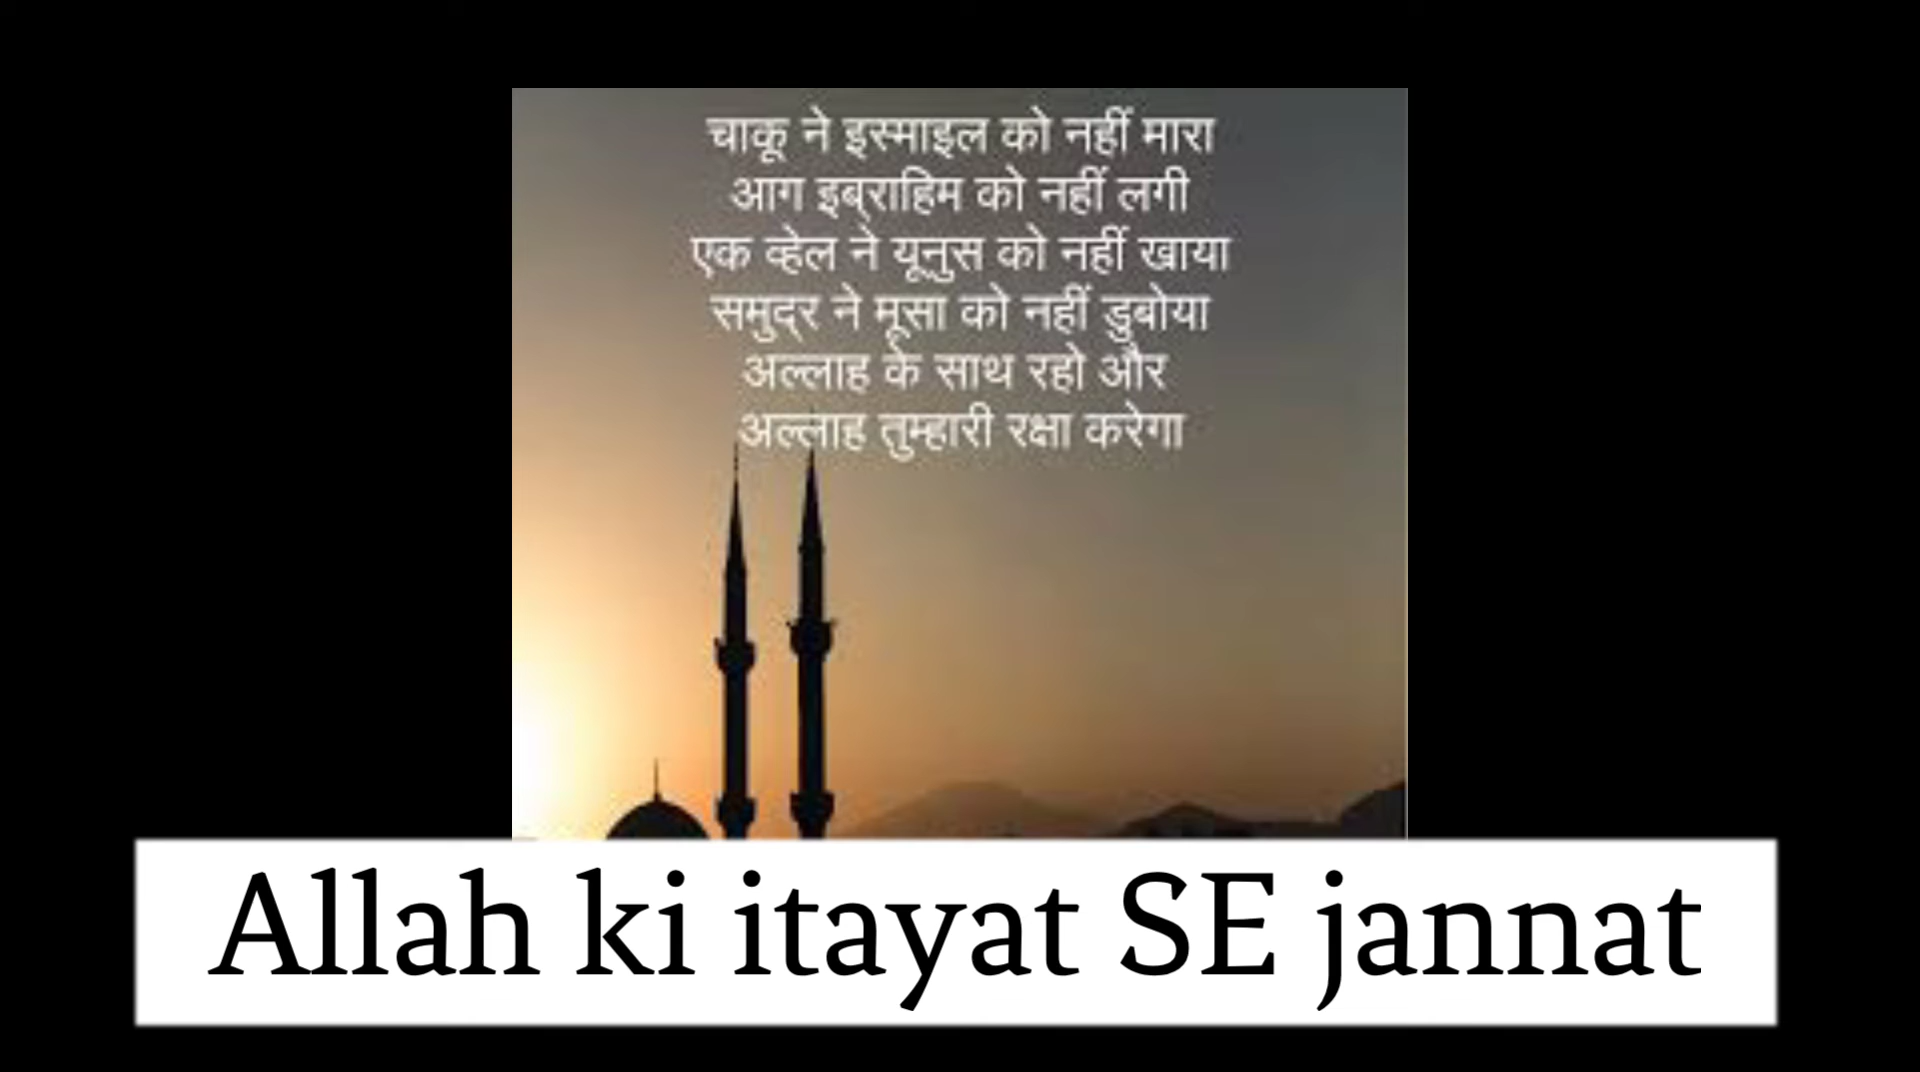 चाकू ने इस्माइल को नहीं मारा
आग इब्राहिम को नहीं लगी
एक व्हेल ने यूनुस को नहीं खाया
समुद्र ने मूसा को नहीं डुबोया
अल्लाह के साथ रहो और
अल्लाह तुम्हारी रक्षा करेगा
Allah ki itayat SE jannat